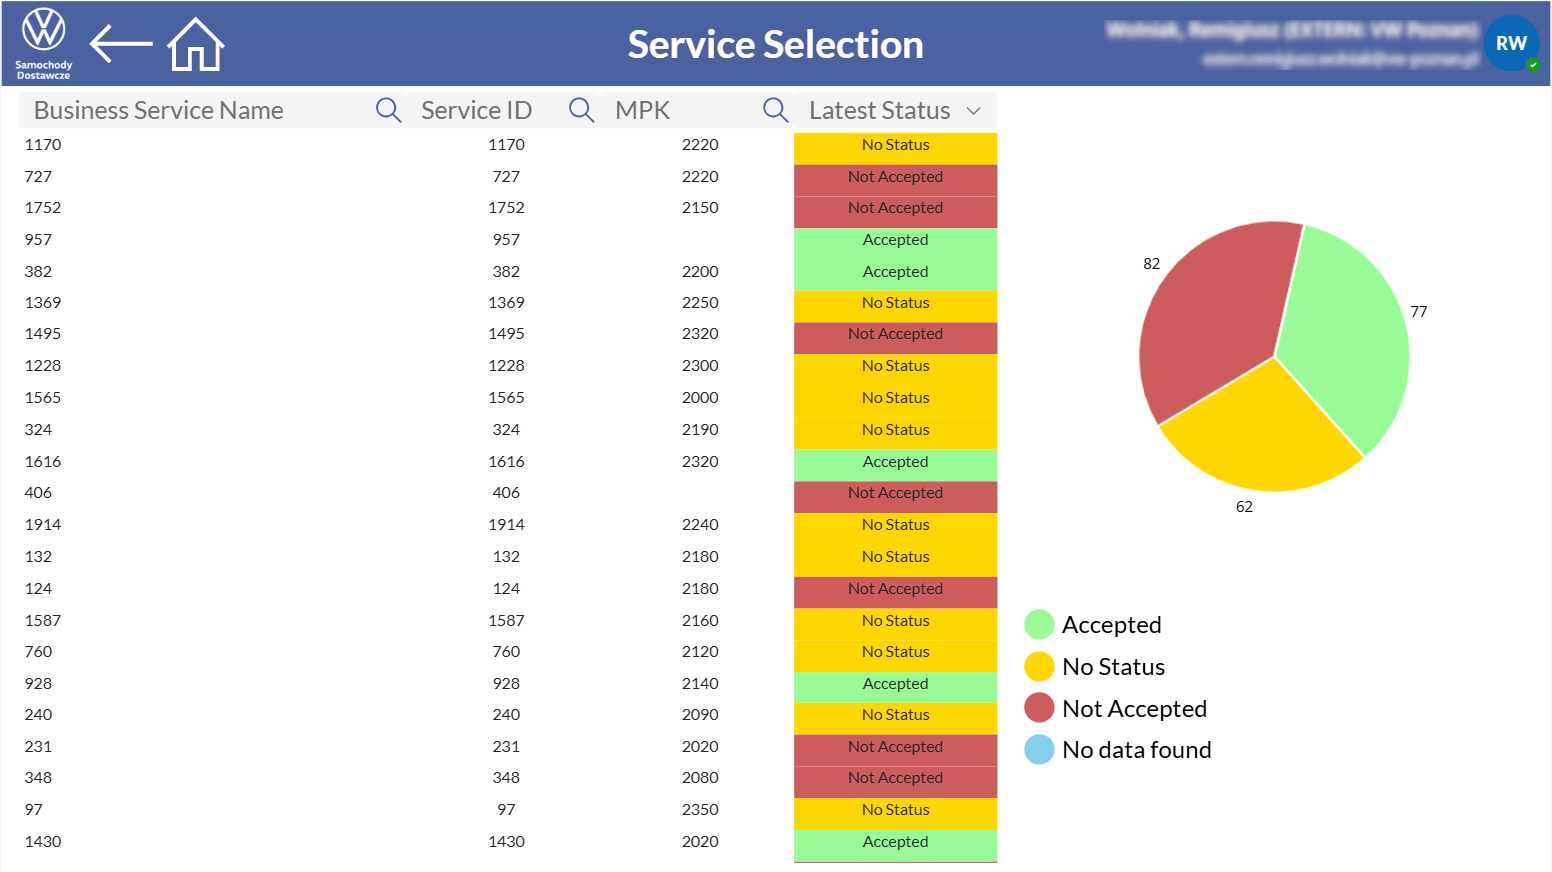 Samochody
Dostawcze
Service Selection
RW
Business Service Name Service ID MPK Latest Status
1170 1170 2220 No Status
727 727 2220 Not Accepted
1752 1752 2150 Not Accepted
957 957 Accepted
382 382 2200 Accepted
1369 1369 2250 No Status
1495 1495 2320 Not Accepted
1228 1228 2300 No Status
1565 1565 2000 No Status
324 324 2190 No Status
1616 1616 2320 Accepted
406 406 Not Accepted
1914 1914 2240 No Status
132 132 2180 No Status
124 124 2180 Not Accepted
1587 1587 2160 No Status
760 760 2120 No Status
928 928 2140 Accepted
240 240 2090 No Status
231 231 2020 Not Accepted
348 348 2080 Not Accepted
97 97 2350 No Status
1430 1430 2020 Accepted
82
77
62
Accepted
No Status
Not Accepted
No data found